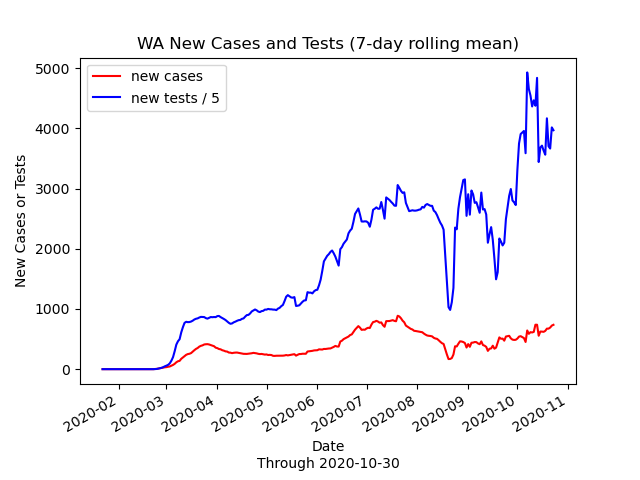 WA New Cases and Tests (7-day rolling mean)
new cases
new tests / 5
New Cases or Tests
5000
4000
3000
2000
1000
0
2020-02
2020-03
2020-04
2020-05
2020-06
2020-07
2020-08
2020-09
2020-10
2020-11
Date
Through 2020-10-30